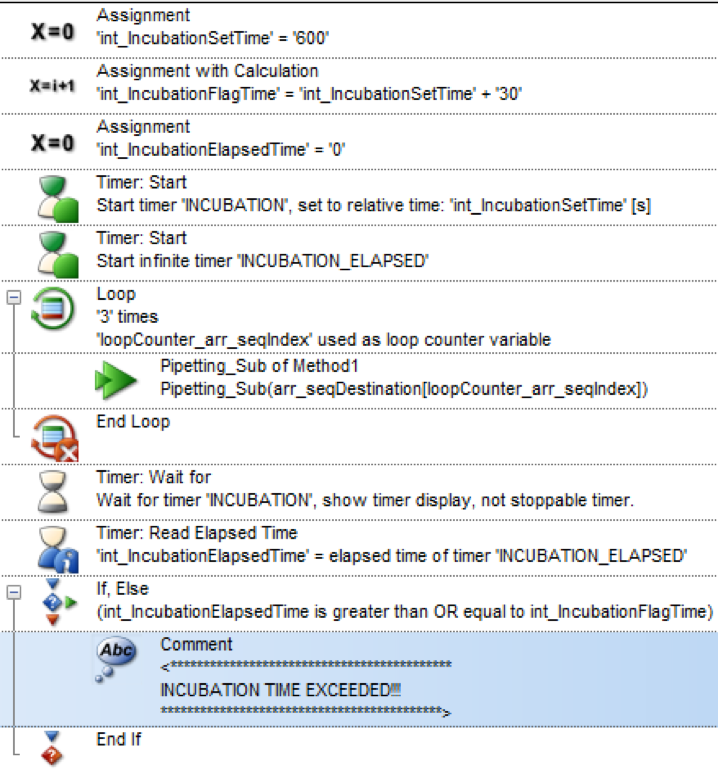 X=0
Assignment
'int_IncubationSetTime' = '600'
X=i+1
Assignment with Calculation
'int_IncubationFlagTime' = 'int_IncubationSetTime' + '30'
X=0
Assignment
'int_IncubationElapsedTime' = '0'
Timer: Start
Start timer 'INCUBATION', set to relative time: 'int_IncubationSetTime' [s]
Timer: Start
Start infinite timer 'INCUBATION_ELAPSED'
Loop
'3' times
'loopCounter_arr_seqIndex' used as loop counter variable
Pipetting_Sub of Method1
Pipetting_Sub(arr_seqDestination[loopCounter_arr_seqIndex])
End Loop
Timer: Wait for
Wait for timer 'INCUBATION', show timer display, not stoppable timer.
Timer: Read Elapsed Time
'int_IncubationElapsedTime' = elapsed time of timer 'INCUBATION_ELAPSED'
If, Else
(int_IncubationElapsedTime is greater than OR equal to int_IncubationFlagTime)
Abc
Comment
<*******************************************
INCUBATION TIME EXCEEDED!!!
*******************************************>
End If